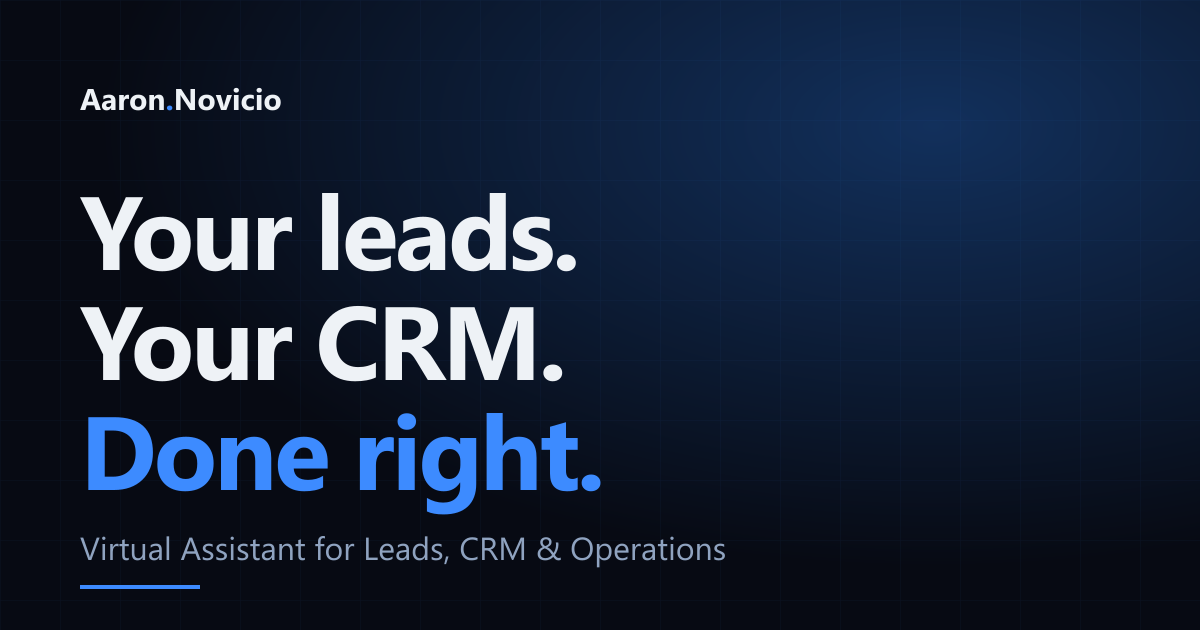 Aaron.Novicio
Your leads.
Your CRM.
Done right.
Virtual Assistant for Leads, CRM & Operations